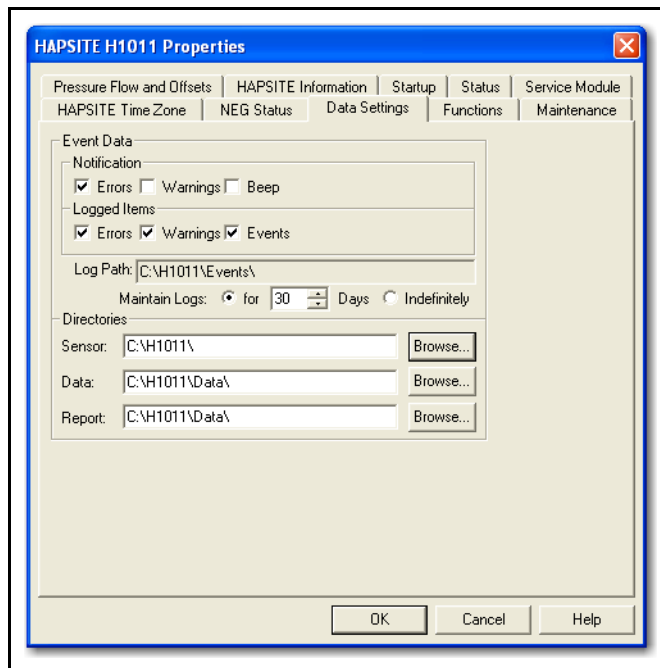 HAPSITE H1011 Properties
Pressure Flow and Offsets HAPSITE Information Startup Status Service Module
HAPSITE Time Zone NEG Status Data Settings Functions Maintenance
Event Data
Notification
Errors Warnings Beep
Logged Items
Errors Warnings Events
Log Path: C:\H1011\Events\
Maintain Logs: for 30 Days Indefinitely
Directories
Sensor: C:\H1011\ Browse...
Data: C:\H1011\Data\ Browse...
Report: C:\H1011\Data\ Browse...
OK Cancel Help